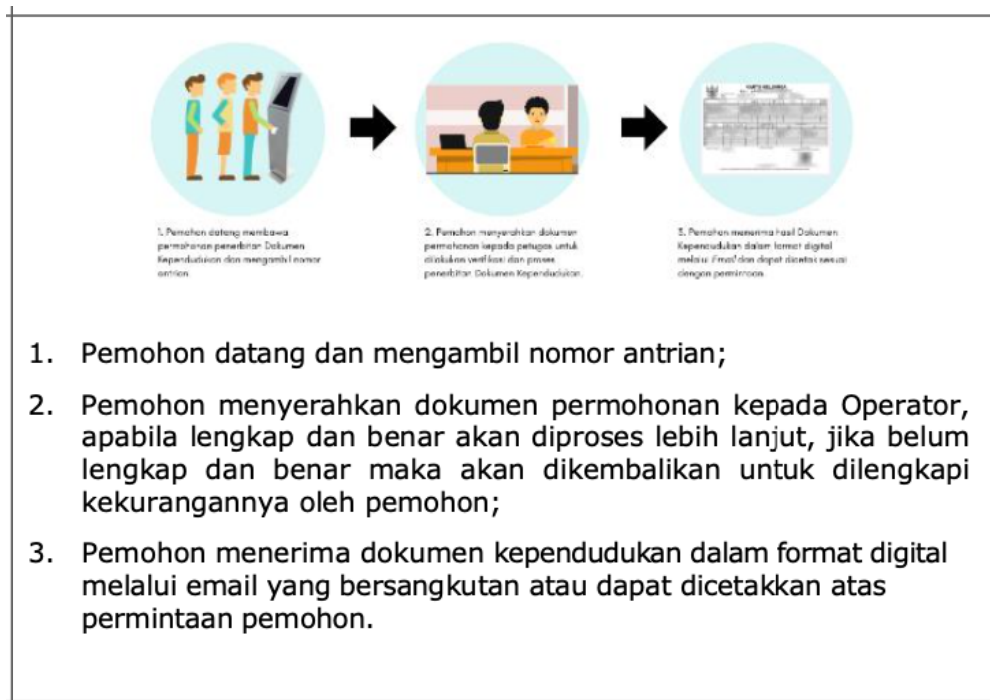 KARTU KELUARGA
1. Pemohon datang membawa
permohonan penerbitan Dokumen
Kependudukan dan mengambil nomor
antrian.
2. Pemohon menyerahkan dokumen
permohonan kepada petugas untuk
dilakukan verifikasi dan proses
penerbitan Dokumen Kependudukan.
3. Pemohon menerima hasil Dokumen
Kependudukan dalam format digital
melalui Email dan dapat dicetak sesuai
dengan permintaan.
1. Pemohon datang dan mengambil nomor antrian;
2. Pemohon menyerahkan dokumen permohonan kepada Operator,
apabila lengkap dan benar akan diproses lebih lanjut, jika belum
lengkap dan benar maka akan dikembalikan untuk dilengkapi
kekurangannya oleh pemohon;
3. Pemohon menerima dokumen kependudukan dalam format digital
melalui email yang bersangkutan atau dapat dicetakkan atas
permintaan pemohon.